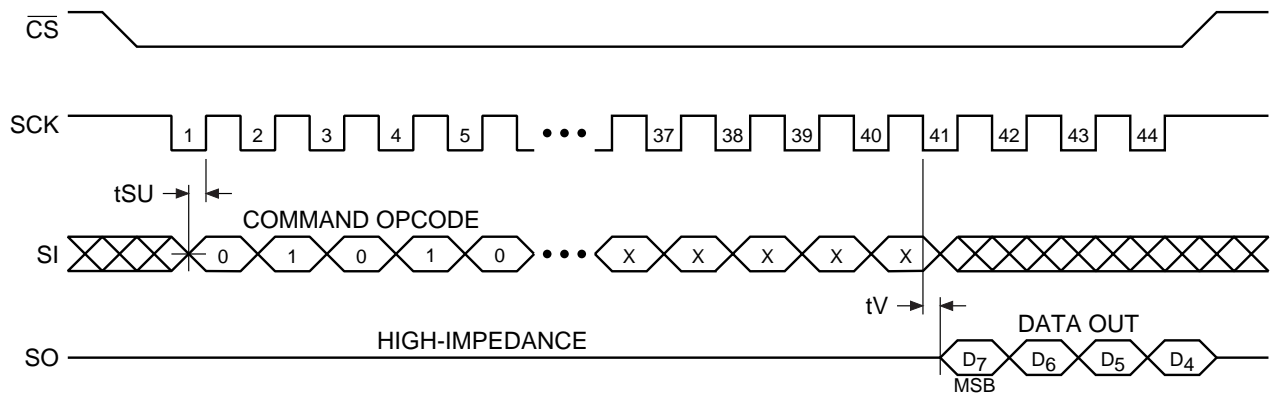 CS
SCK 1 2 3 4 5 ••• 37 38 39 40 41 42 43 44
tSU
COMMAND OPCODE
SI 0 1 0 1 0 ••• X X X X X
tV
HIGH-IMPEDANCE
DATA OUT
SO D7 D6 D5 D4
MSB